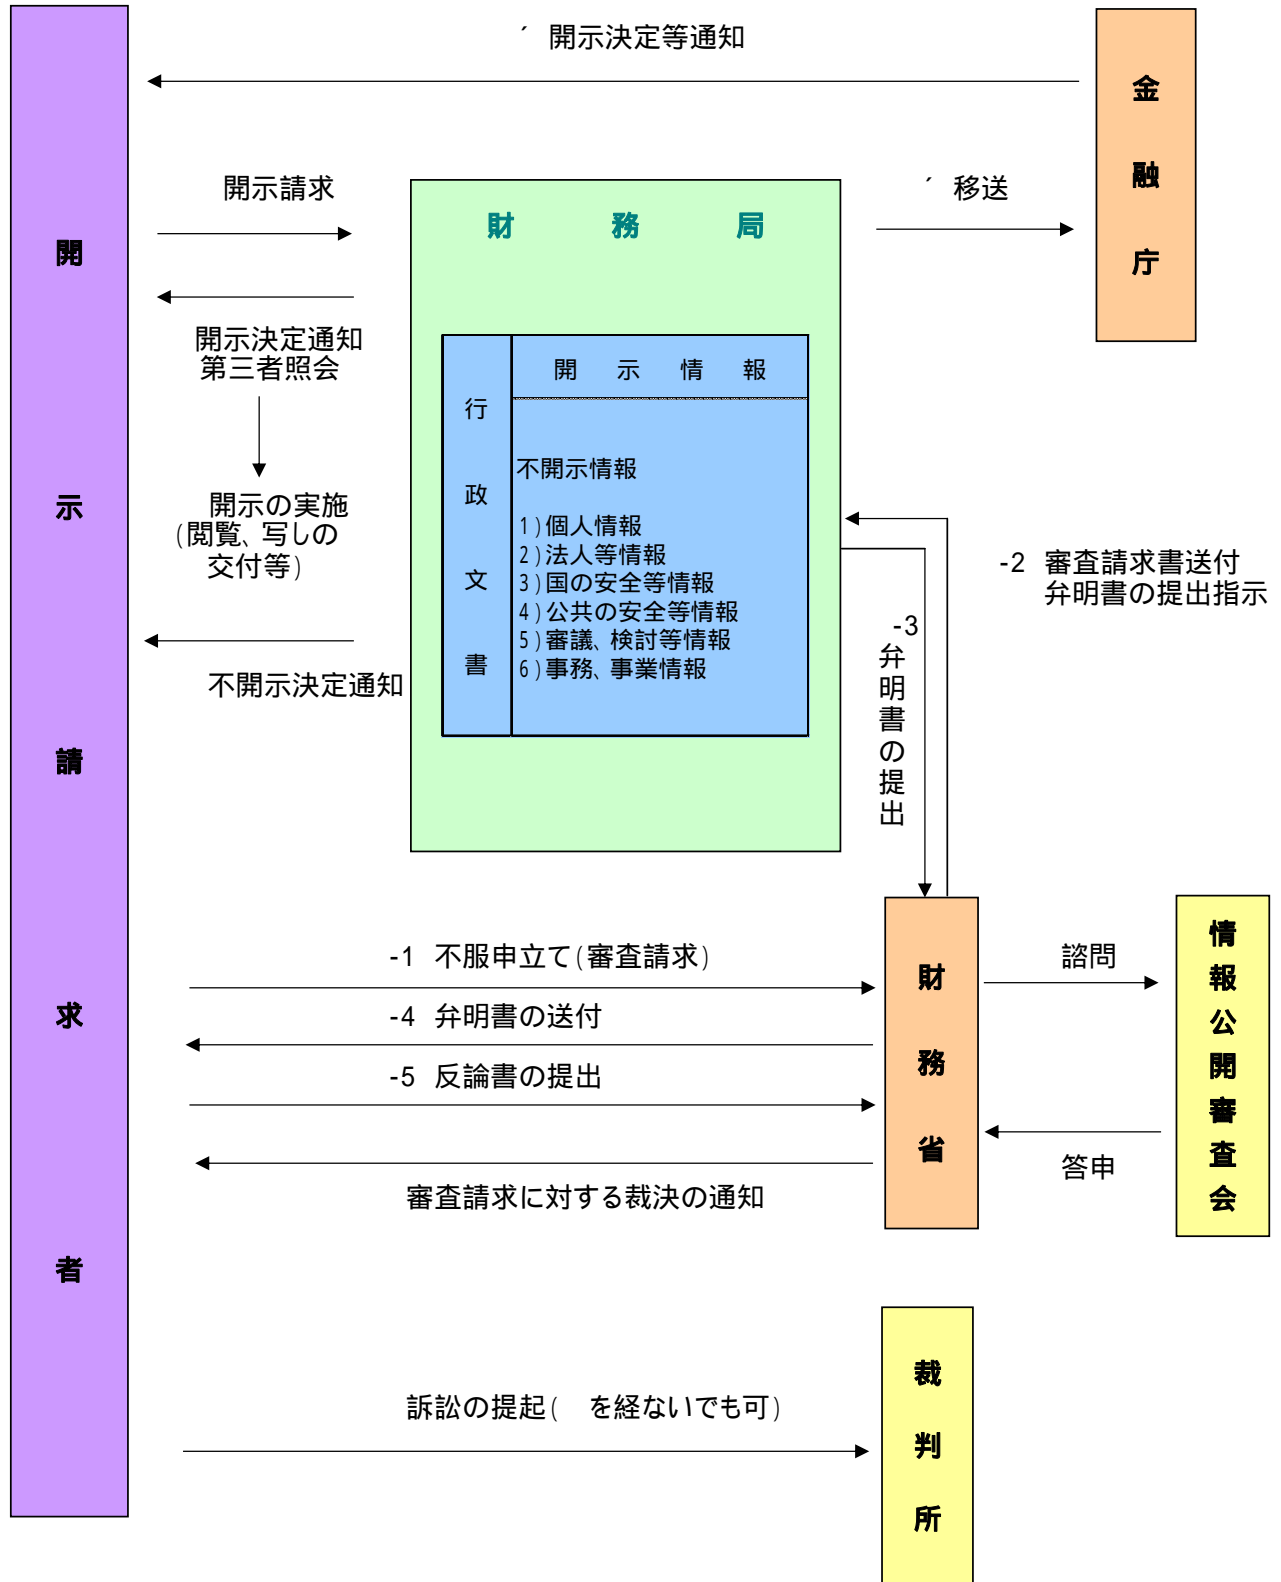 ´ 開示決定等通知
金融庁
開示請求
´ 移送
財務局
開示請求者
開示決定通知
第三者照会
開示情報
行政文書
不開示情報
開示の実施
(閲覧、写しの
交付等)
1)個人情報
2)法人等情報
3)国の安全等情報
4)公共の安全等情報
5)審議、検討等情報
6)事務、事業情報
-2 審査請求書送付
弁明書の提出指示
-3
弁明書の提出
不開示決定通知
-1 不服申立て(審査請求)
財務省
諮問
情報公開審査会
-4 弁明書の送付
-5 反論書の提出
答申
審査請求に対する裁決の通知
訴訟の提起( を経ないでも可)
裁判所